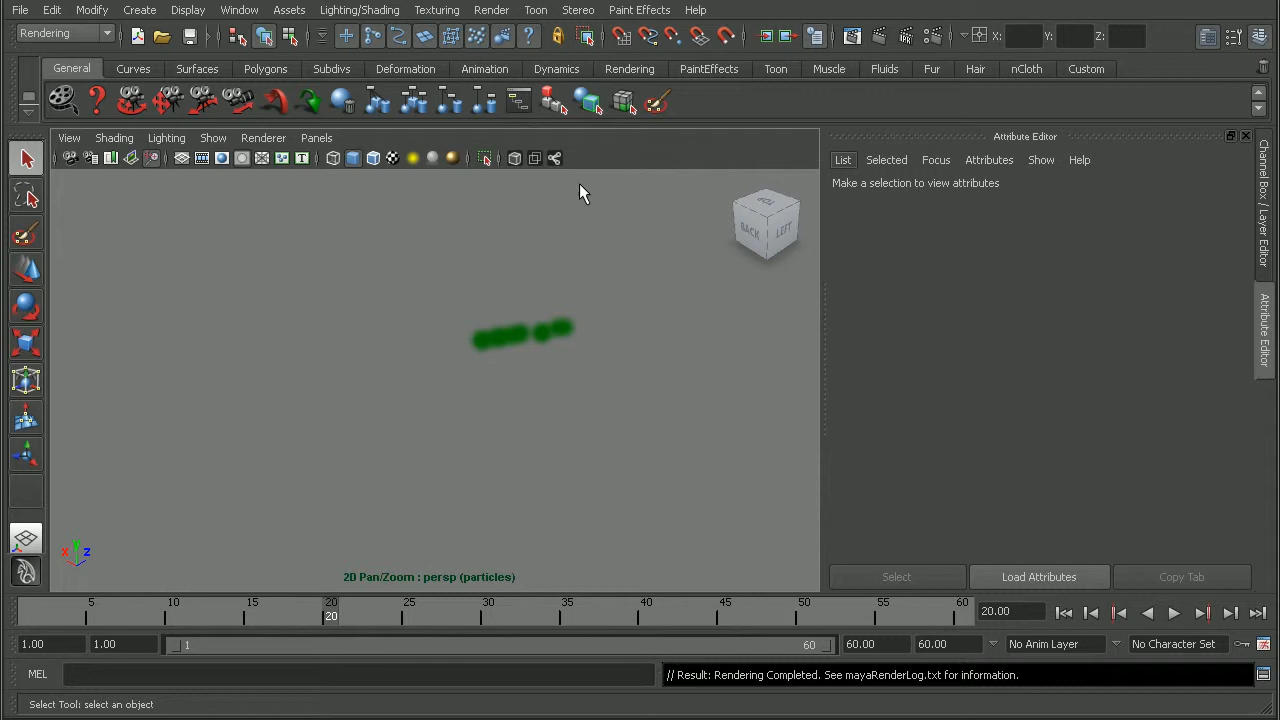 File Edit Modify Create Display Window Assets Lighting/Shading Texturing Render Toon Stereo Paint Effects Help
Rendering X: Y: Z:
General Curves Surfaces Polygons Subdivs Deformation Animation Dynamics Rendering PaintEffects Toon Muscle Fluids Fur Hair nCloth Custom
View Shading Lighting Show Renderer Panels
Attribute Editor
List Selected Focus Attributes Show Help
Make a selection to view attributes
TOP
BACK LEFT
Channel Box / Layer Editor
Attribute Editor
Y
X Z
2D Pan/Zoom : persp (particles)
Select Load Attributes Copy Tab
5 10 15 20 25 30 35 40 45 50 55 60
20 20.00
1.00 1.00 1 60 60.00 60.00 No Anim Layer No Character Set
MEL // Result: Rendering Completed. See mayaRenderLog.txt for information.
Select Tool: select an object